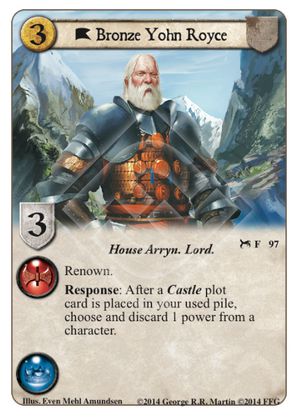 3
Bronze Yohn Royce
3
House Arryn. Lord.
F 97
Renown.
Response: After a Castle plot
card is placed in your used pile,
choose and discard 1 power from a
character.
Illus. Even Mehl Amundsen
©2014 George R.R. Martin ©2014 FFG